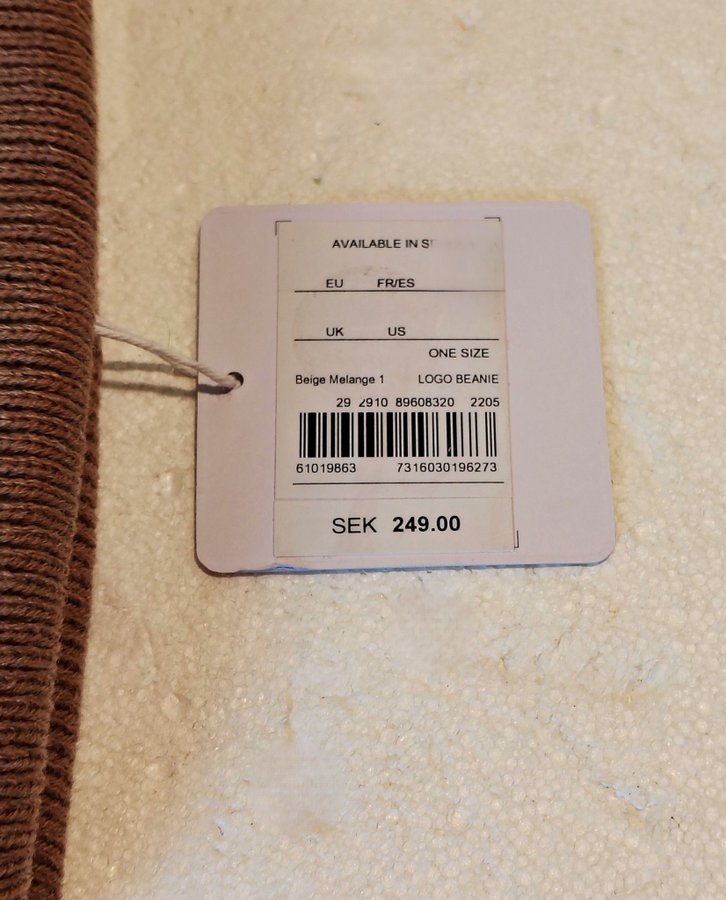 AVAILABLE IN
EU FR/ES
UK US
ONE SIZE
Beige Melange 1 LOGO BEANIE
29 2910 89608320 2205
61019863 7316030196273
SEK 249.00